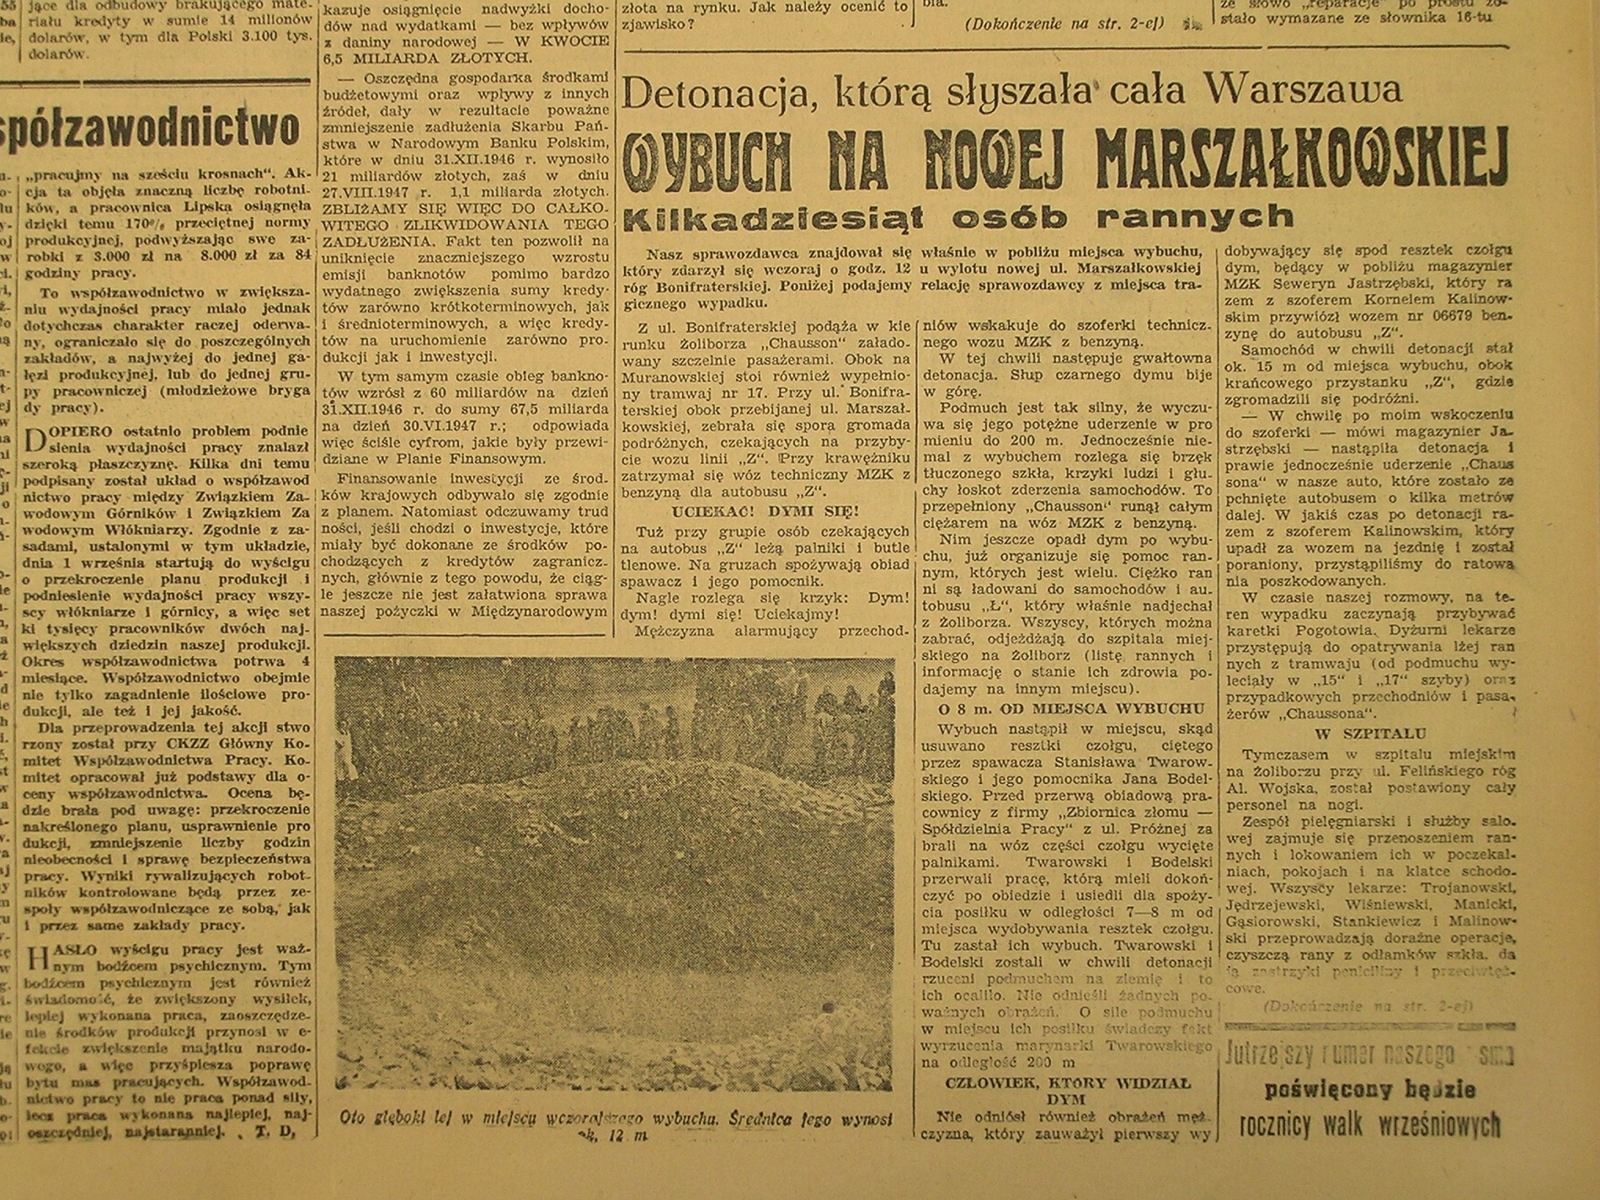 jące dla odbudowy brakującego mate-
riału kredyty w sumie 14 milionów
dolarów, w tym dla Polski 3.100 tys.
dolarów.
spółzawodnictwo
„pracujmy na sześciu krosnach“. Ak-
cja ta objęła znaczną liczbę robotni-
ków, a pracownica Lipska osiągnęła
dzięki temu 170% przeciętnej normy
produkcyjnej, podwyższając swe za-
robki z 3.000 zł na 8.000 zł za 84
godziny pracy.
To współzawodnictwo w zwiększa-
niu wydajności pracy miało jednak
dotychczas charakter raczej oderwa-
ny, ograniczało się do poszczególnych
zakładów, a najwyżej do jednej ga-
łęzi produkcyjnej, lub do jednej gru-
py pracowniczej (młodzieżowe bryga
dy pracy).
DOPIERO ostatnio problem podnie
sienia wydajności pracy znalazł
szeroką płaszczyznę. Kilka dni temu
podpisany został układ o współzawod
nictwo pracy między Związkiem Za-
wodowym Górników i Związkiem Za
wodowym Włókniarzy. Zgodnie z za-
sadami, ustalonymi w tym układzie,
dnia 1 września startują do wyścigu
o przekroczenie planu produkcji i
podniesienie wydajności pracy wszy-
scy włókniarze i górnicy, a więc set
ki tysięcy pracowników dwóch naj-
większych dziedzin naszej produkcji.
Okres współzawodnictwa potrwa 4
miesiące. Współzawodnictwo obejmie
nie tylko zagadnienie ilościowe pro-
dukcji, ale też i jej jakość.
Dla przeprowadzenia tej akcji stwo
rzony został przy CKZZ Główny Ko-
mitet Współzawodnictwa Pracy. Ko-
mitet opracował już podstawy dla o-
ceny współzawodnictwa. Ocena bę-
dzie brała pod uwagę: przekroczenie
nakreślonego planu, usprawnienie pro
dukcji, zmniejszenie liczby godzin
nieobecności i sprawę bezpieczeństwa
pracy. Wyniki rywalizujących robot-
ników kontrolowane będą przez ze-
społy współzawodniczące ze sobą, jak
i przez same zakłady pracy.
HASŁO wyścigu pracy jest waż-
nym bodźcem psychicznym. Tym
bodźcem psychicznym jest również
świadomość, że zwiększony wysiłek,
lepiej wykonana praca, zaoszczędze-
nie środków produkcji przynosi w e-
fekcie zwiększenie majątku narodo-
wego, a więc przyśpiesza poprawę
bytu mas pracujących. Współzawod-
nictwo pracy to nie praca ponad siły,
lecz praca wykonana najlepiej, naj-
oszczędniej, najstaranniej. T. D,
kazuje osiągnięcie nadwyżki docho-
dów nad wydatkami — bez wpływów
z daniny narodowej — W KWOCIE
6,5 MILIARDA ZŁOTYCH.
— Oszczędna gospodarka środkami
budżetowymi oraz wpływy z innych
źródeł, dały w rezultacie poważne
zmniejszenie zadłużenia Skarbu Pań-
stwa w Narodowym Banku Polskim,
które w dniu 31.XII.1946 r. wynosiło
21 miliardów złotych, zaś w dniu
27.VIII.1947 r. 1,1 miliarda złotych.
ZBLIŻAMY SIĘ WIĘC DO CAŁKO-
WITEGO ZLIKWIDOWANIA TEGO
ZADŁUŻENIA. Fakt ten pozwolił na
uniknięcie znaczniejszego wzrostu
emisji banknotów pomimo bardzo
wydatnego zwiększenia sumy kredy-
tów zarówno krótkoterminowych, jak
i średnioterminowych, a więc kredy-
tów na uruchomienie zarówno pro-
dukcji jak i inwestycji.
W tym samym czasie obieg bankno-
tów wzrósł z 60 miliardów na dzień
31.XII.1946 r. do sumy 67,5 miliarda
na dzień 30.VI.1947 r.; odpowiada
więc ściśle cyfrom, jakie były przewi-
dziane w Planie Finansowym.
Finansowanie inwestycji ze środ-
ków krajowych odbywało się zgodnie
z planem. Natomiast odczuwamy trud
ności, jeśli chodzi o inwestycje, które
miały być dokonane ze środków po-
chodzących z kredytów zagranicz-
nych, głównie z tego powodu, że ciąg-
le jeszcze nie jest załatwiona sprawa
naszej pożyczki w Międzynarodowym
złota na rynku. Jak należy ocenić to
zjawisko?
(Dokończenie na str. 2-ej)
że słowo „reparacje“ po prostu zo-
stało wymazane ze słownika 16-tu
Detonacja, którą słyszała cała Warszawa
WYBUCH NA NOWEJ MARSZAŁKOWSKIEJ
Kilkadziesiąt osób rannych
Nasz sprawozdawca znajdował się właśnie w pobliżu miejsca wybuchu,
który zdarzył się wczoraj o godz. 12 u wylotu nowej ul. Marszałkowskiej
róg Bonifraterskiej. Poniżej podajemy relację sprawozdawcy z miejsca tra-
gicznego wypadku.
Z ul. Bonifraterskiej podąża w kie
runku Żoliborza „Chausson“ załado-
wany szczelnie pasażerami. Obok na
Muranowskiej stoi również wypełnio-
ny tramwaj nr 17. Przy ul. Bonifra-
terskiej obok przebijanej ul. Marszał-
kowskiej, zebrała się spora gromada
podróżnych, czekających na przyby-
cie wozu linii „Z“. Przy krawężniku
zatrzymał się wóz techniczny MZK z
benzyną dla autobusu „Z“.
UCIEKAĆ! DYMI SIĘ!
Tuż przy grupie osób czekających
na autobus „Z“ leżą palniki i butle
tlenowe. Na gruzach spożywają obiad
spawacz i jego pomocnik.
Nagle rozlega się krzyk: Dym!
dym! dymi się! Uciekajmy!
Mężczyzna alarmujący przechod-
niów wskakuje do szoferki technicz-
nego wozu MZK z benzyną.
W tej chwili następuje gwałtowna
detonacja. Słup czarnego dymu bije
w górę.
Podmuch jest tak silny, że wyczu-
wa się jego potężne uderzenie w pro
mieniu do 200 m. Jednocześnie nie-
mal z wybuchem rozlega się brzęk
tłuczonego szkła, krzyki ludzi i głu-
chy łoskot zderzenia samochodów. To
przepełniony „Chausson“ runął całym
ciężarem na wóz MZK z benzyną.
Nim jeszcze opadł dym po wybu-
chu, już organizuje się pomoc ran-
nym, których jest wielu. Ciężko ran
ni są ładowani do samochodów i au-
tobusu „Ł“, który właśnie nadjechał
z Żoliborza. Wszyscy, których można
zabrać, odjeżdżają do szpitala miej-
skiego na Żoliborz (listę rannych i
informację o stanie ich zdrowia po-
dajemy na innym miejscu).
O 8 m. OD MIEJSCA WYBUCHU
Wybuch nastąpił w miejscu, skąd
usuwano resztki czołgu, ciętego
przez spawacza Stanisława Twarow-
skiego i jego pomocnika Jana Bodel-
skiego. Przed przerwą obiadową pra-
cownicy z firmy „Zbiornica złomu —
Spółdzielnia Pracy“ z ul. Próżnej za
brali na wóz części czołgu wycięte
palnikami. Twarowski i Bodelski
przerwali pracę, którą mieli dokoń-
czyć po obiedzie i usiedli dla spoży-
cia posiłku w odległości 7—8 m od
miejsca wydobywania resztek czołgu.
Tu zastał ich wybuch. Twarowski i
Bodelski zostali w chwili detonacji
rzuceni podmuchem na ziemię i to
ich ocaliło. Nie odnieśli żadnych po-
ważnych obrażeń. O sile podmuchu
w miejscu ich posiłku świadczy fakt
wyrzucenia marynarki Twarowskiego
na odległość 200 m
CZŁOWIEK, KTÓRY WIDZIAŁ
DYM
Nie odniósł również obrażeń męż-
czyzna, który zauważył pierwszy wy
dobywający się spod resztek czołgu
dym, będący w pobliżu magazynier
MZK Seweryn Jastrzębski, który ra
zem z szoferem Kornelem Kalinow-
skim przywiózł wozem nr 06679 ben-
zynę do autobusu „Z“.
Samochód w chwili detonacji stał
ok. 15 m od miejsca wybuchu, obok
krańcowego przystanku „Z“, gdzie
zgromadzili się podróżni.
— W chwilę po moim wskoczeniu
do szoferki — mówi magazynier Ja-
strzębski — nastąpiła detonacja i
prawie jednocześnie uderzenie „Chaus
sona“ w nasze auto, które zostało ze
pchnięte autobusem o kilka metrów
dalej. W jakiś czas po detonacji ra-
zem z szoferem Kalinowskim, który
upadł za wozem na jezdnię i został
poraniony, przystąpiliśmy do ratowa
nia poszkodowanych.
W czasie naszej rozmowy, na te-
ren wypadku zaczynają przybywać
karetki Pogotowia. Dyżurni lekarze
przystępują do opatrywania lżej ran
nych z tramwaju (od podmuchu wy-
leciały w „15“ i „17“ szyby) oraz
przypadkowych przechodniów i pasa-
żerów „Chaussona“.
W SZPITALU
Tymczasem w szpitalu miejskim
na Żoliborzu przy ul. Felińskiego róg
Al. Wojska, został postawiony cały
personel na nogi.
Zespół pielęgniarski i służby salo-
wej zajmuje się przenoszeniem ran-
nych i lokowaniem ich w poczekal-
niach, pokojach i na klatce schodo-
wej. Wszyscy lekarze: Trojanowski,
Jędrzejewski, Wiśniewski, Manicki,
Gąsiorowski, Stankiewicz i Malinow-
ski przeprowadzają doraźne operacje,
czyszczą rany z odłamków szkła, da
ją zastrzyki penicilizy i przeciwtęż-
cowe.
(Dokończenie na str. 2-ej)
Jutrzejszy numer naszego pisma
poświęcony będzie
rocznicy walk wrześniowych
Oto głęboki lej w miejscu wczorajszego wybuchu. Średnica jego wynosi
ok. 12 m